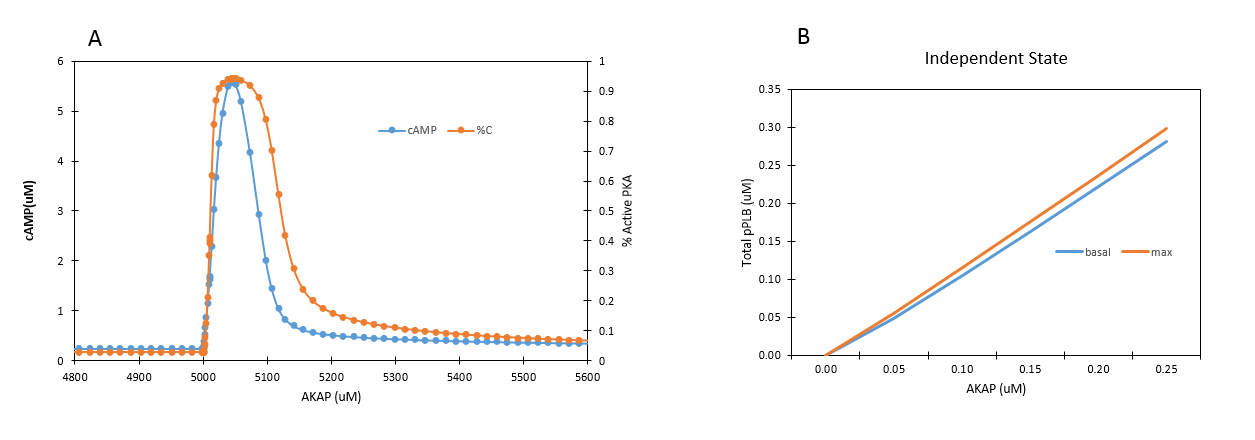 A
6
5
4
3
2
1
0
cAMP(uM)
4800 4900 5000 5100 5200 5300 5400 5500 5600
AKAP (uM)
1
0.9
0.8
0.7
0.6
0.5
0.4
0.3
0.2
0.1
0
% Active PKA
cAMP %C
B
Independent State
0.35
0.30
0.25
0.20
0.15
0.10
0.05
0.00
Total pPLB (uM)
0.00 0.05 0.10 0.15 0.20 0.25
AKAP (uM)
basal max